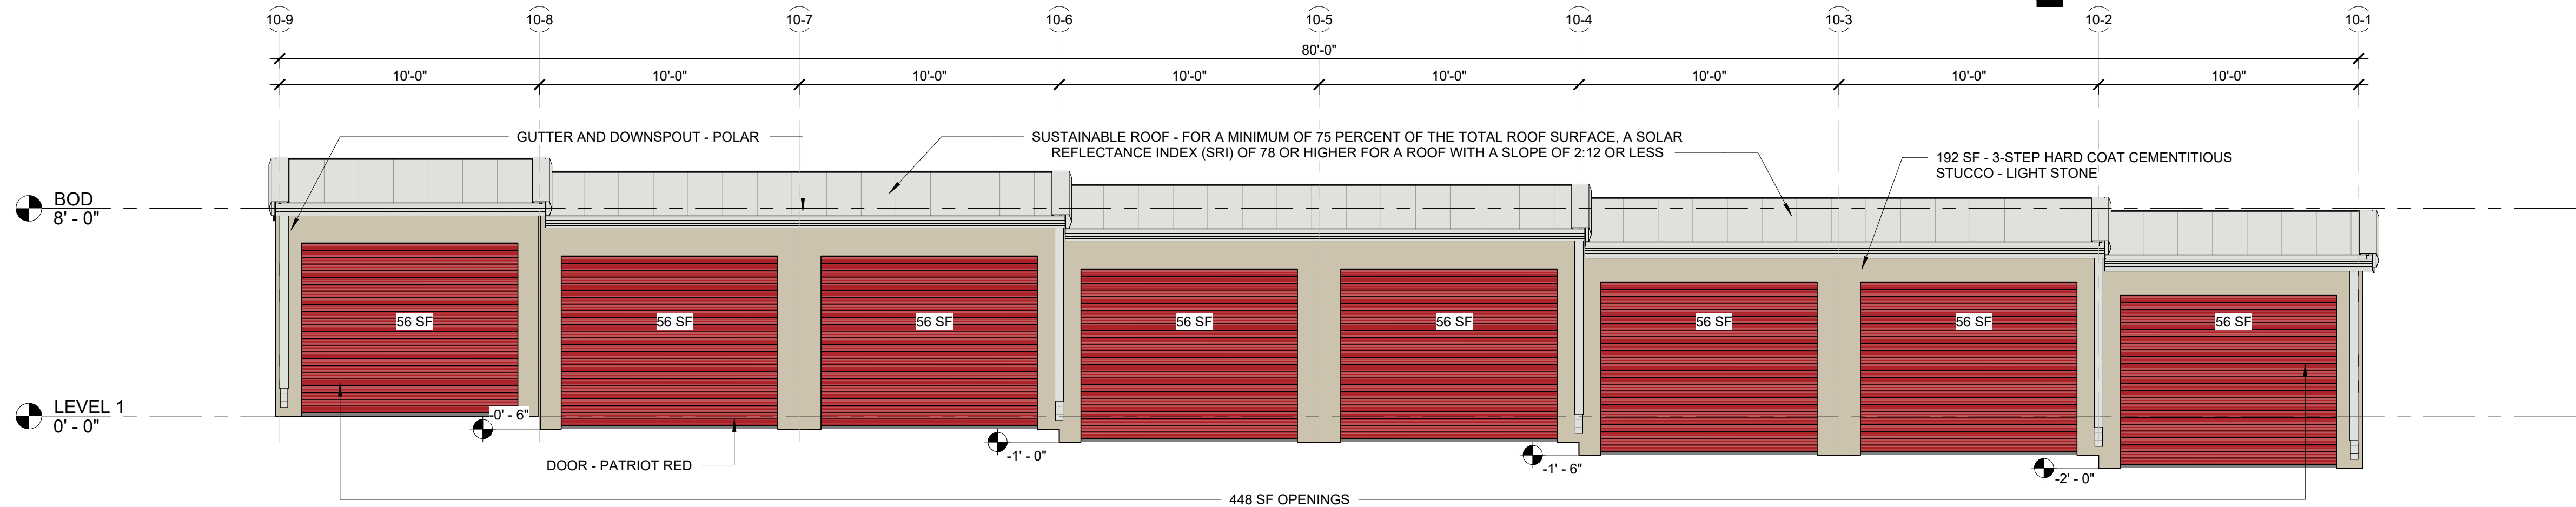 10-9 10-8 10-7 10-6 10-5 10-4 10-3 10-2 10-1
80'-0"
10'-0" 10'-0" 10'-0" 10'-0" 10'-0" 10'-0" 10'-0" 10'-0"
GUTTER AND DOWNSPOUT - POLAR
SUSTAINABLE ROOF - FOR A MINIMUM OF 75 PERCENT OF THE TOTAL ROOF SURFACE, A SOLAR
REFLECTANCE INDEX (SRI) OF 78 OR HIGHER FOR A ROOF WITH A SLOPE OF 2:12 OR LESS
192 SF - 3-STEP HARD COAT CEMENTITIOUS
STUCCO - LIGHT STONE
BOD
8' - 0"
56 SF 56 SF 56 SF 56 SF 56 SF 56 SF 56 SF 56 SF
LEVEL 1
0' - 0"
-0' - 6"
-1' - 0"
-1' - 6"
-2' - 0"
DOOR - PATRIOT RED
448 SF OPENINGS